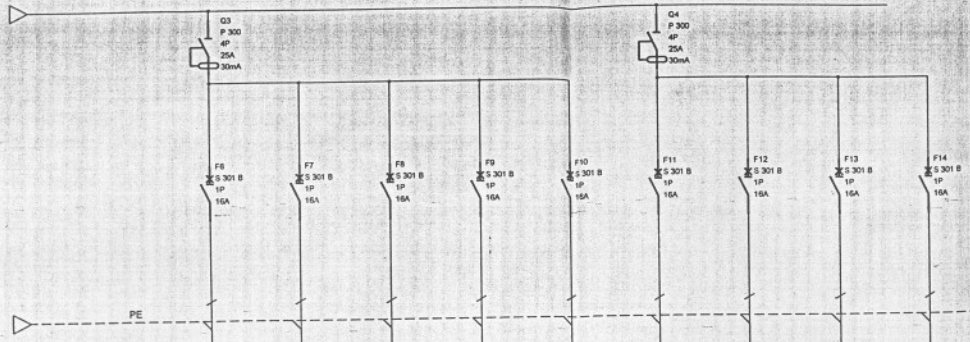 Q3
P 300
4P
25A
30mA
Q4
P 300
4P
25A
30mA
F6
S 301 B
1P
16A
F7
S 301 B
1P
16A
F8
S 301 B
1P
16A
F9
S 301 B
1P
16A
F10
S 301 B
1P
16A
F11
S 301 B
1P
16A
F12
S 301 B
1P
16A
F13
S 301 B
1P
16A
F14
S 301 B
1P
16A
PE